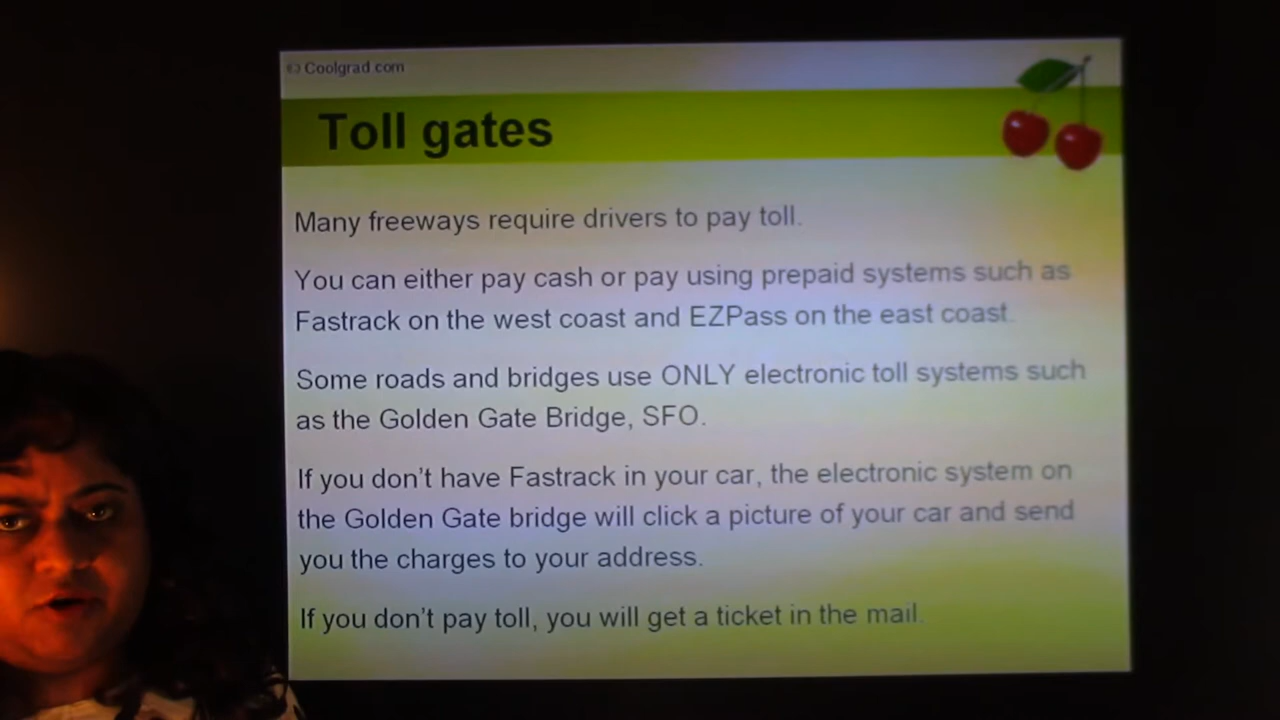 © Coolgrad.com
Toll gates
Many freeways require drivers to pay toll.
You can either pay cash or pay using prepaid systems such as
Fastrack on the west coast and EZPass on the east coast.
Some roads and bridges use ONLY electronic toll systems such
as the Golden Gate Bridge, SFO.
If you don't have Fastrack in your car, the electronic system on
the Golden Gate bridge will click a picture of your car and send
you the charges to your address.
If you don't pay toll, you will get a ticket in the mail.